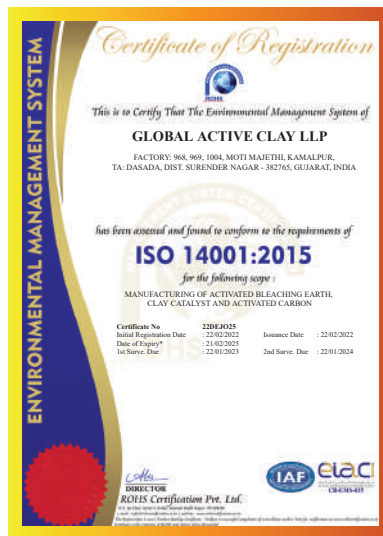 ENVIRONMENTAL MANAGEMENT SYSTEM
Certificate of Registration
ROHS
This is to Certify That The Environmental Management System of
GLOBAL ACTIVE CLAY LLP
FACTORY: 968, 969, 1004, MOTI MAJETHI, KAMALPUR,
TA: DASADA, DIST. SURENDER NAGAR - 382765, GUJARAT, INDIA
has been assessed and found to conform to the requirements of
ISO 14001:2015
for the following scope :
MANUFACTURING OF ACTIVATED BLEACHING EARTH,
CLAY CATALYST AND ACTIVATED CARBON
Certificate No 22DEJO25
Initial Registration Date : 22/02/2022 Issuance Date : 22/02/2022
Date of Expiry* : 21/02/2025
1st Surve. Due : 22/01/2023 2nd Surve. Due : 22/01/2024
DIRECTOR
ROHS Certification Pvt. Ltd.
IAF
eiaci
CB-EMS-035